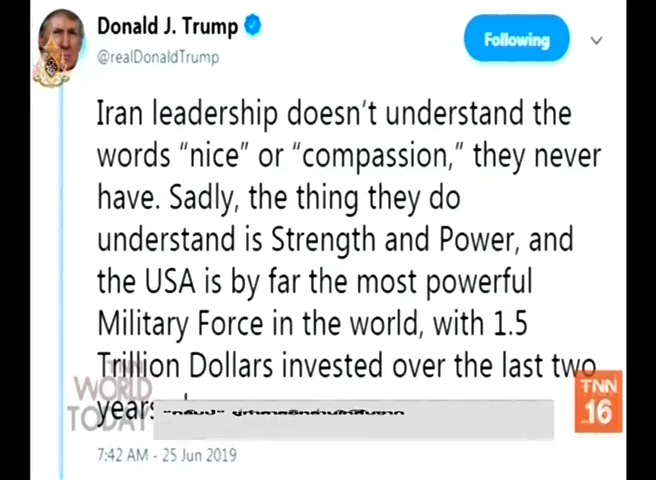 Donald J. Trump
@realDonaldTrump
Following
Iran leadership doesn't understand the
words "nice" or "compassion," they never
have. Sadly, the thing they do
understand is Strength and Power, and
the USA is by far the most powerful
Military Force in the world, with 1.5
Trillion Dollars invested over the last two
years
TNN
WORLD
TODAY
TNN
16
7:42 AM - 25 Jun 2019